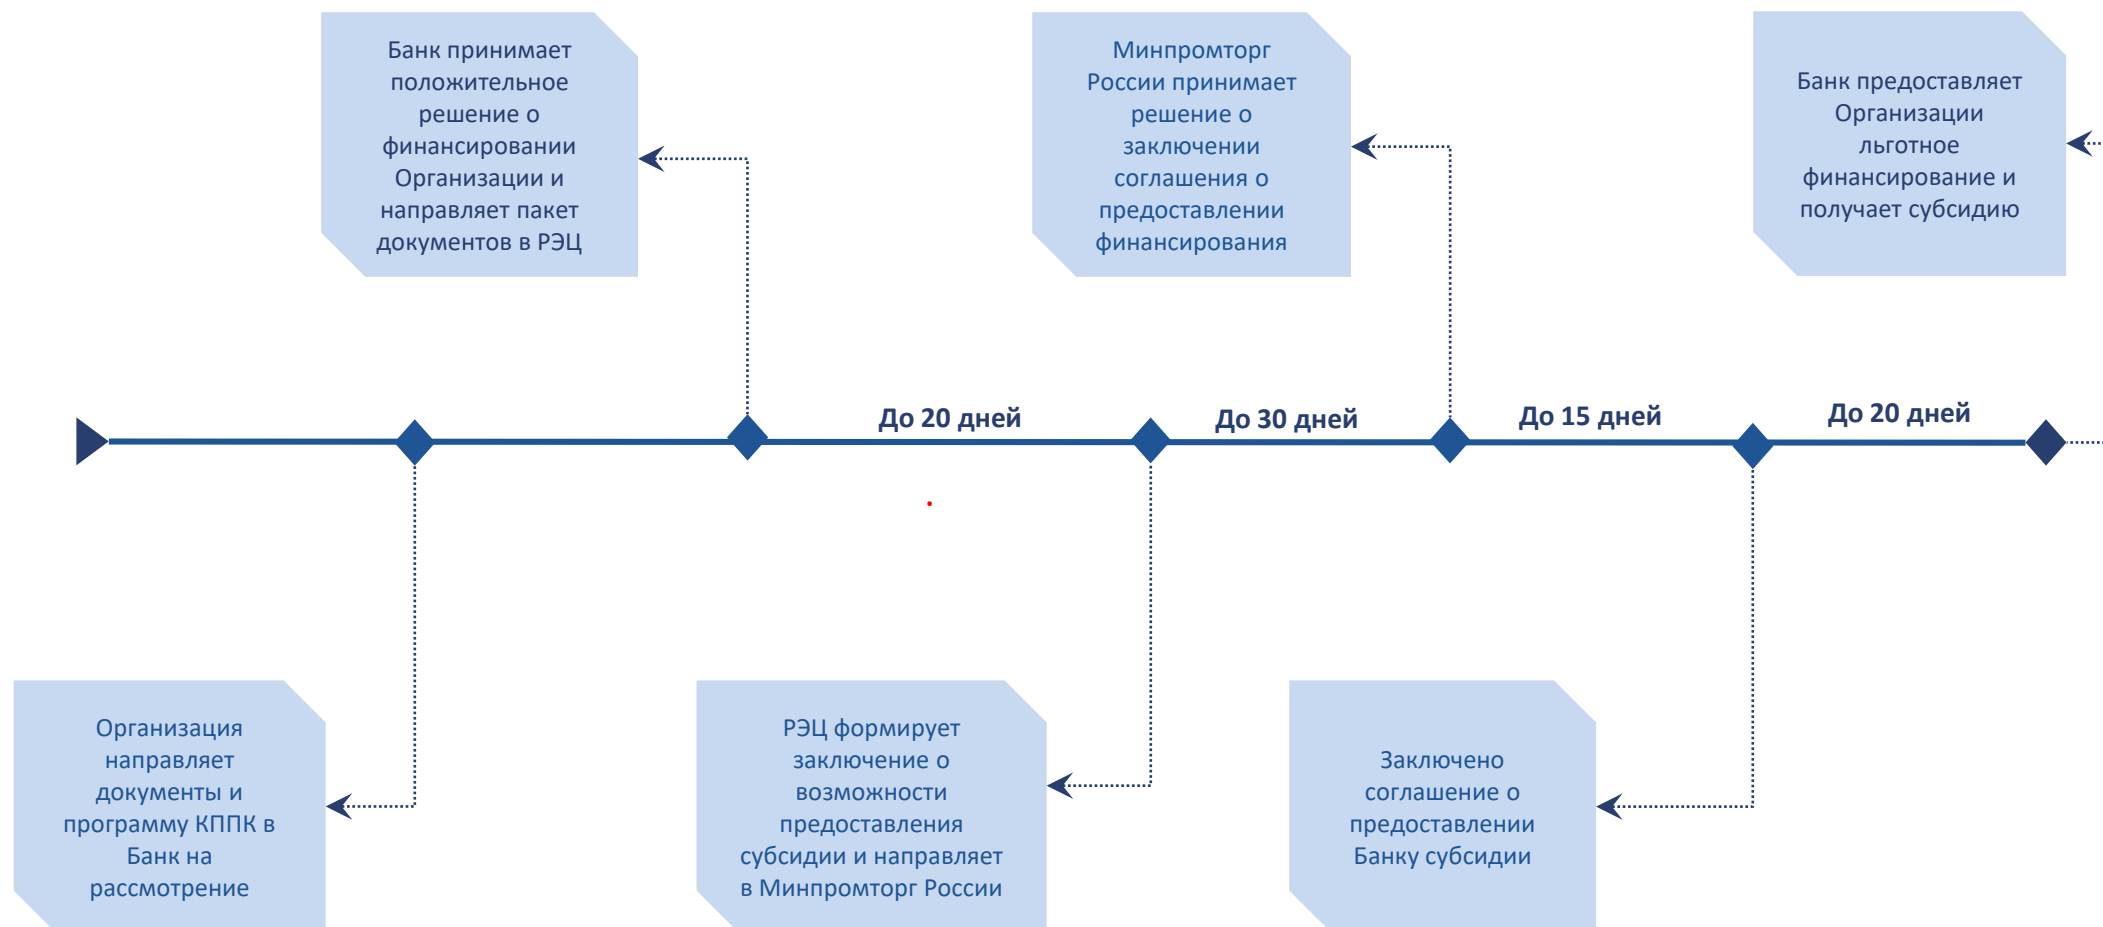 Банк принимает
положительное
решение о
финансировании
Организации и
направляет пакет
документов в РЭЦ
Минпромторг
России принимает
решение о
заключении
соглашения о
предоставлении
финансирования
Банк предоставляет
Организации
льготное
финансирование и
получает субсидию
До 20 дней
До 30 дней
До 15 дней
До 20 дней
Организация
направляет
документы и
программу КППК в
Банк на
рассмотрение
РЭЦ формирует
заключение о
возможности
предоставления
субсидии и направляет
в Минпромторг России
Заключено
соглашение о
предоставлении
Банку субсидии